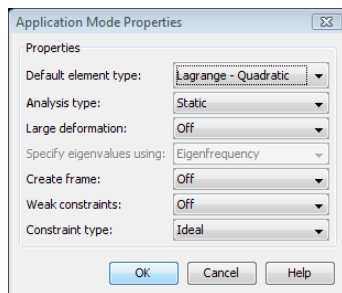 Application Mode Properties
Properties
Default element type: Lagrange - Quadratic
Analysis type: Static
Large deformation: Off
Specify eigenvalues using: Eigenfrequency
Create frame: Off
Weak constraints: Off
Constraint type: Ideal
OK Cancel Help